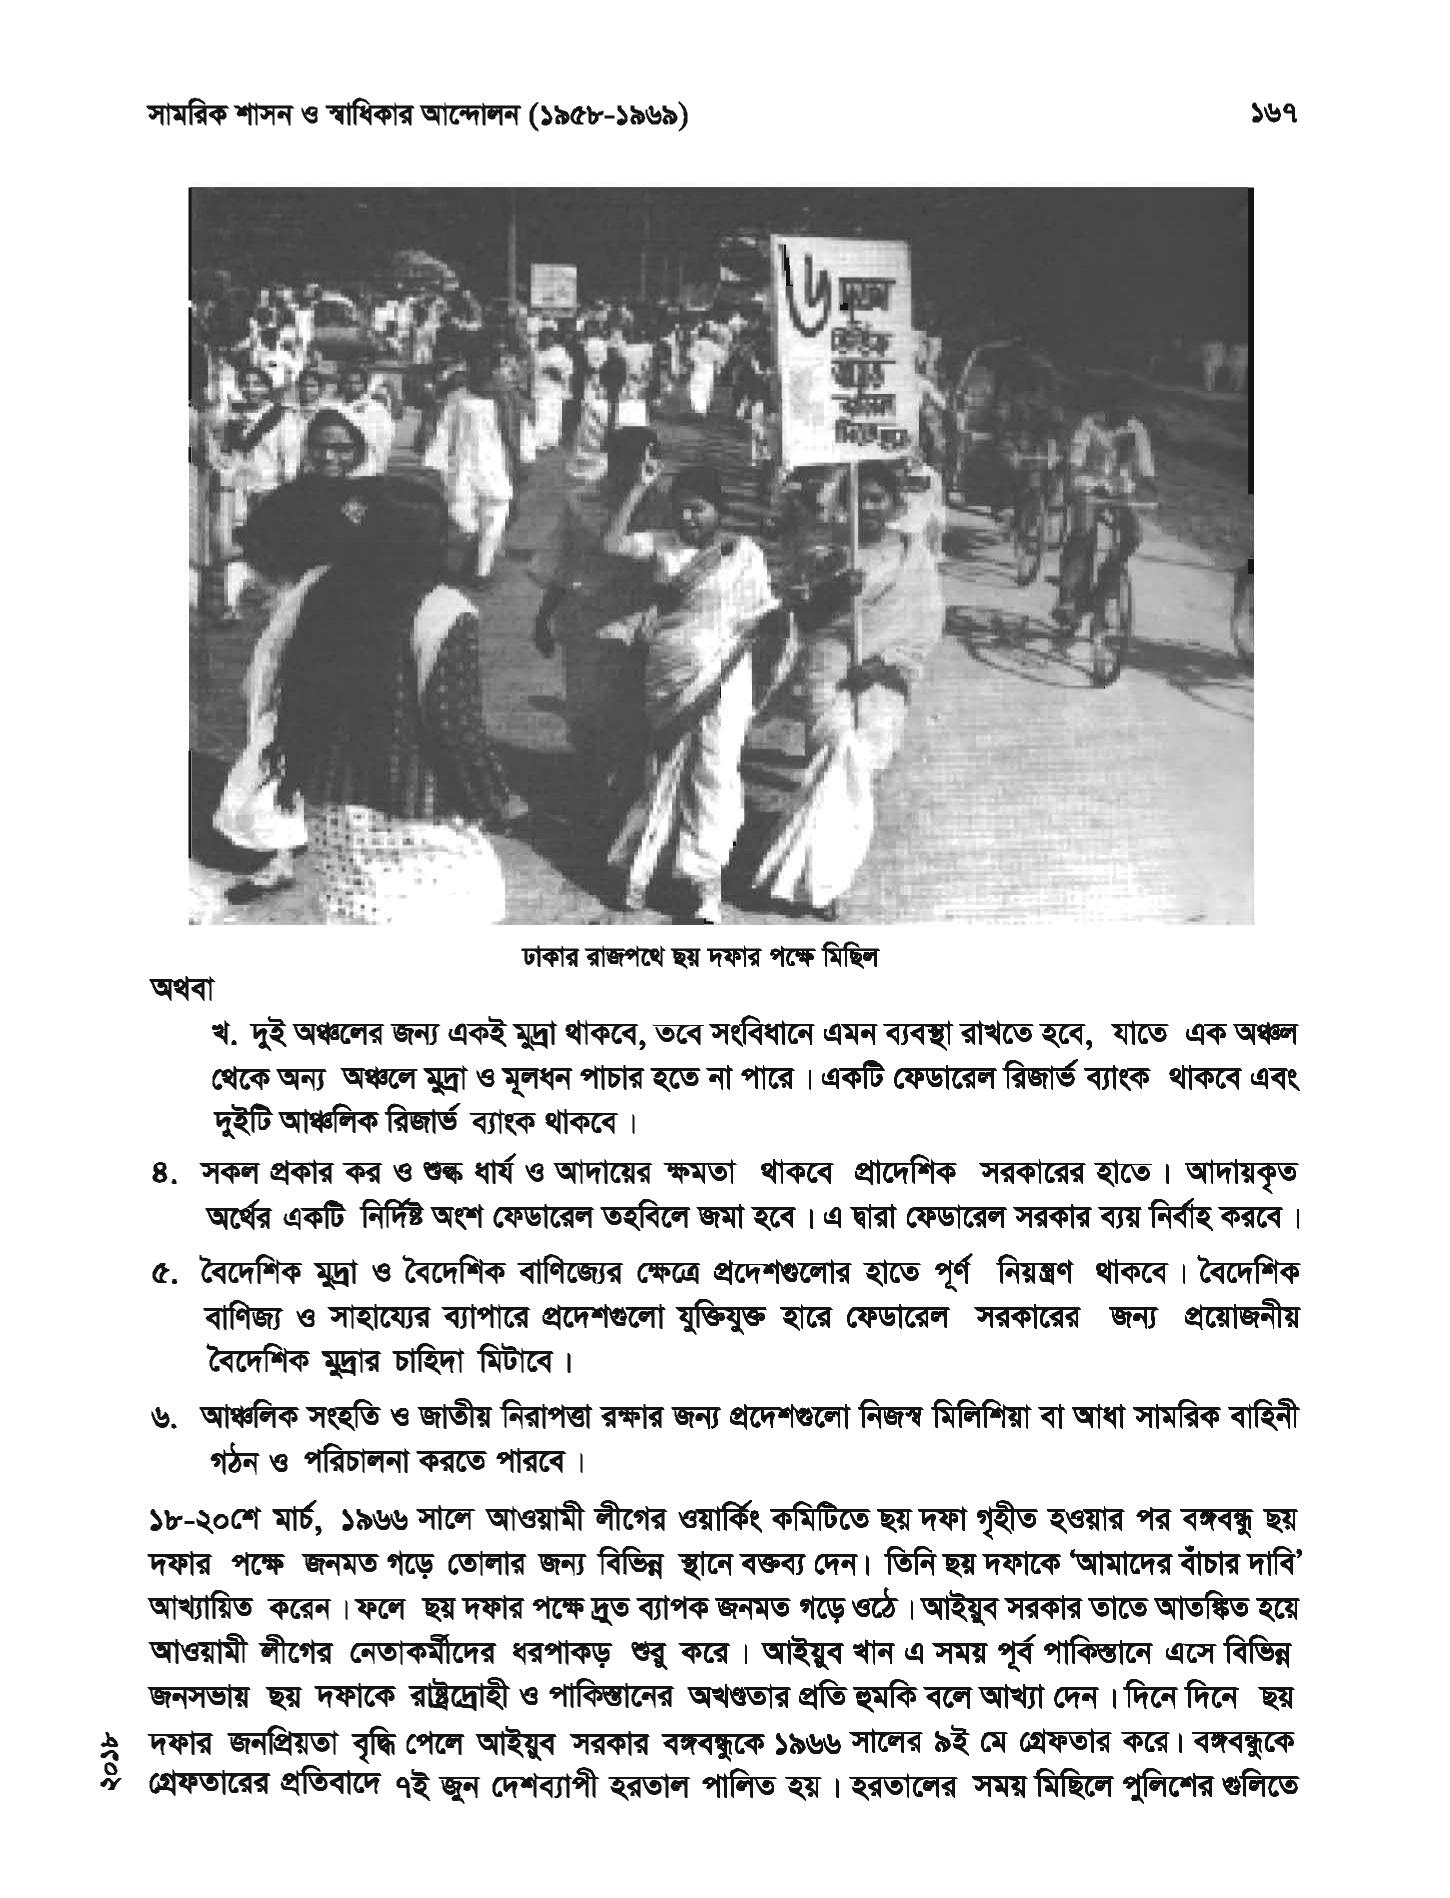 সামরিক শাসন ও স্বাধিকার আন্দোলন (১৯৫৮-১৯৬৯)
১৬৭
৬
ঢাকার রাজপথে ছয় দফার পক্ষে মিছিল
অথবা
খ. দুই অঞ্চলের জন্য একই মুদ্রা থাকবে, তবে সংবিধানে এমন ব্যবস্থা রাখতে হবে, যাতে এক অঞ্চল
থেকে অন্য অঞ্চলে মুদ্রা ও মূলধন পাচার হতে না পারে। একটি ফেডারেল রিজার্ভ ব্যাংক থাকবে এবং
দুইটি আঞ্চলিক রিজার্ভ ব্যাংক থাকবে।
৪. সকল প্রকার কর ও শুল্ক ধার্য ও আদায়ের ক্ষমতা থাকবে প্রাদেশিক সরকারের হাতে। আদায়কৃত
অর্থের একটি নির্দিষ্ট অংশ ফেডারেল তহবিলে জমা হবে। এ দ্বারা ফেডারেল সরকার ব্যয় নির্বাহ করবে।
৫. বৈদেশিক মুদ্রা ও বৈদেশিক বাণিজ্যের ক্ষেত্রে প্রদেশগুলোর হাতে পূর্ণ নিয়ন্ত্রণ থাকবে। বৈদেশিক
বাণিজ্য ও সাহায্যের ব্যাপারে প্রদেশগুলো যুক্তিযুক্ত হারে ফেডারেল সরকারের জন্য প্রয়োজনীয়
বৈদেশিক মুদ্রার চাহিদা মিটাবে।
৬. আঞ্চলিক সংহতি ও জাতীয় নিরাপত্তা রক্ষার জন্য প্রদেশগুলো নিজস্ব মিলিশিয়া বা আধা সামরিক বাহিনী
গঠন ও পরিচালনা করতে পারবে।
১৮-২০শে মার্চ, ১৯৬৬ সালে আওয়ামী লীগের ওয়ার্কিং কমিটিতে ছয় দফা গৃহীত হওয়ার পর বঙ্গবন্ধু ছয়
দফার পক্ষে জনমত গড়ে তোলার জন্য বিভিন্ন স্থানে বক্তব্য দেন। তিনি ছয় দফাকে ‘আমাদের বাঁচার দাবি’
আখ্যায়িত করেন। ফলে ছয় দফার পক্ষে দ্রুত ব্যাপক জনমত গড়ে ওঠে। আইয়ুব সরকার তাতে আতঙ্কিত হয়ে
আওয়ামী লীগের নেতাকর্মীদের ধরপাকড় শুরু করে। আইয়ুব খান এ সময় পূর্ব পাকিস্তানে এসে বিভিন্ন
জনসভায় ছয় দফাকে রাষ্ট্রদ্রোহী ও পাকিস্তানের অখণ্ডতার প্রতি হুমকি বলে আখ্যা দেন। দিনে দিনে ছয়
দফার জনপ্রিয়তা বৃদ্ধি পেলে আইয়ুব সরকার বঙ্গবন্ধুকে ১৯৬৬ সালের ৯ই মে গ্রেফতার করে। বঙ্গবন্ধুকে
গ্রেফতারের প্রতিবাদে ৭ই জুন দেশব্যাপী হরতাল পালিত হয়। হরতালের সময় মিছিলে পুলিশের গুলিতে
২০১৮